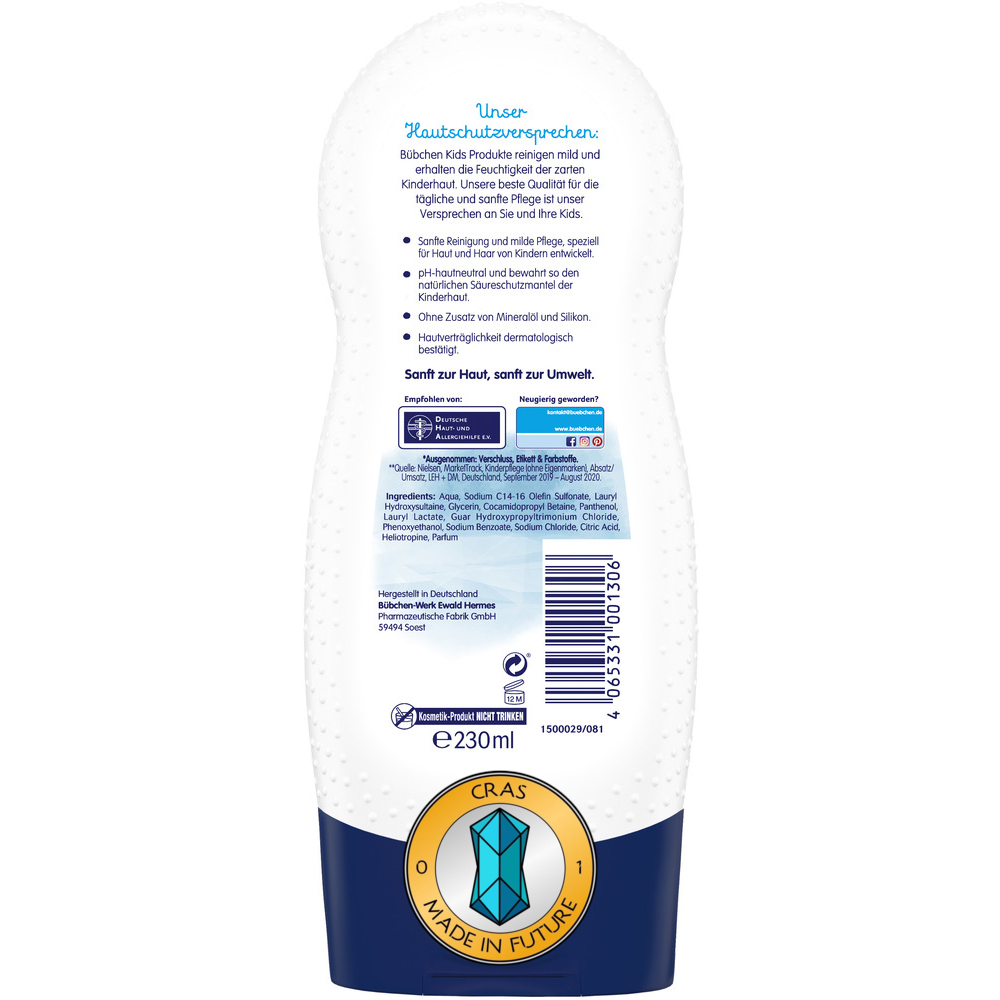 Unser
Hautschutzversprechen:
Bübchen Kids Produkte reinigen mild und
erhalten die Feuchtigkeit der zarten
Kinderhaut. Unsere beste Qualität für die
tägliche und sanfte Pflege ist unser
Versprechen an Sie und Ihre Kids.
Sanfte Reinigung und milde Pflege, speziell
für Haut und Haar von Kindern entwickelt.
pH-hautneutral und bewahrt so den
natürlichen Säureschutzmantel der
Kinderhaut.
Ohne Zusatz von Mineralöl und Silikon.
Hautverträglichkeit dermatologisch
bestätigt.
Sanft zur Haut, sanft zur Umwelt.
Empfohlen von:
DEUTSCHE
HAUT- UND
ALLERGIEHILFE E.V.
Neugierig geworden?
kontakt@buebchen.de
www.buebchen.de
*Ausgenommen: Verschluss, Etikett & Farbstoffe.
**Quelle: Nielsen, MarketTrack, Kinderpflege (ohne Eigenmarken), Absatz/
Umsatz, LEH + DM, Deutschland, September 2019 – August 2020.
Ingredients: Aqua, Sodium C14-16 Olefin Sulfonate, Lauryl
Hydroxysultaine, Glycerin, Cocamidopropyl Betaine, Panthenol,
Lauryl Lactate, Guar Hydroxypropyltrimonium Chloride,
Phenoxyethanol, Sodium Benzoate, Sodium Chloride, Citric Acid,
Heliotropine, Parfum
Hergestellt in Deutschland
Bübchen-Werk Ewald Hermes
Pharmazeutische Fabrik GmbH
59494 Soest
12 M
Kosmetik-Produkt NICHT TRINKEN
℮230ml
4 065331 001306
1500029/081
CRAS
0 1
MADE IN FUTURE